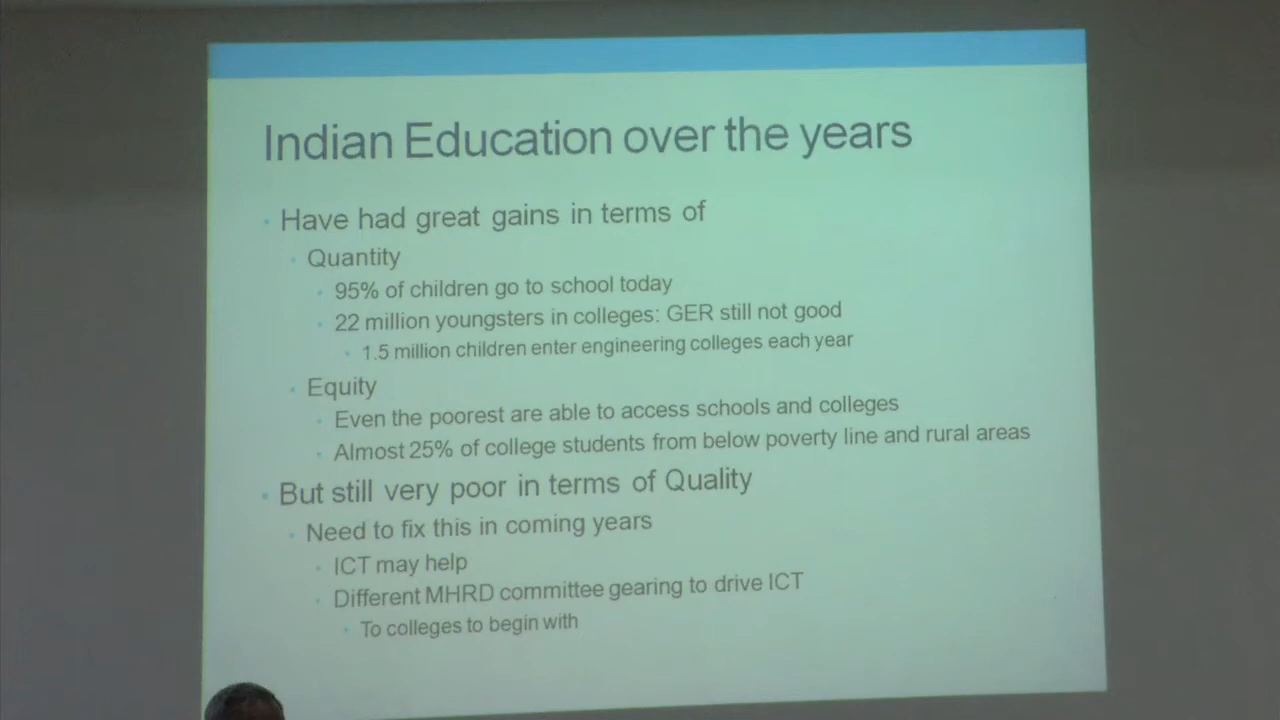 Indian Education over the years
Have had great gains in terms of
Quantity
95% of children go to school today
22 million youngsters in colleges: GER still not good
1.5 million children enter engineering colleges each year
Equity
Even the poorest are able to access schools and colleges
Almost 25% of college students from below poverty line and rural areas
But still very poor in terms of Quality
Need to fix this in coming years
ICT may help
Different MHRD committee gearing to drive ICT
To colleges to begin with